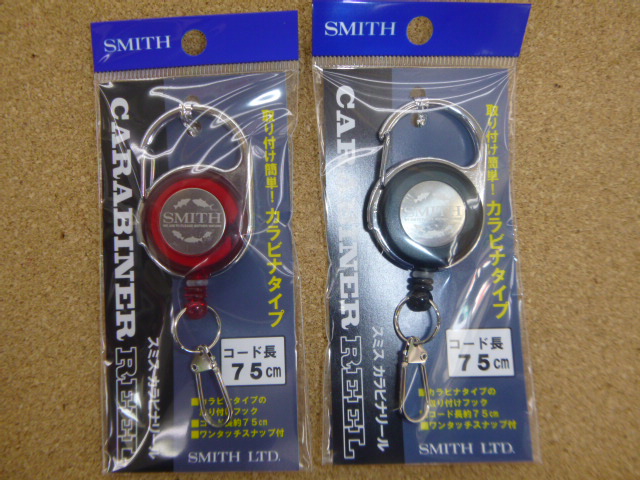 SMITH
取り付け簡単！カラビナタイプ
CARABINER REEL
スミス カラビナリール
SMITH
コード長
75cm
■カラビナタイプの
取り付けフック
■コード長約75cm
■ワンタッチスナップ付
SMITH LTD.
SMITH
取り付け簡単！カラビナタイプ
CARABINER REEL
スミス カラビナリール
SMITH
コード長
75cm
■カラビナタイプの
取り付けフック
■コード長約75cm
■ワンタッチスナップ付
SMITH LTD.